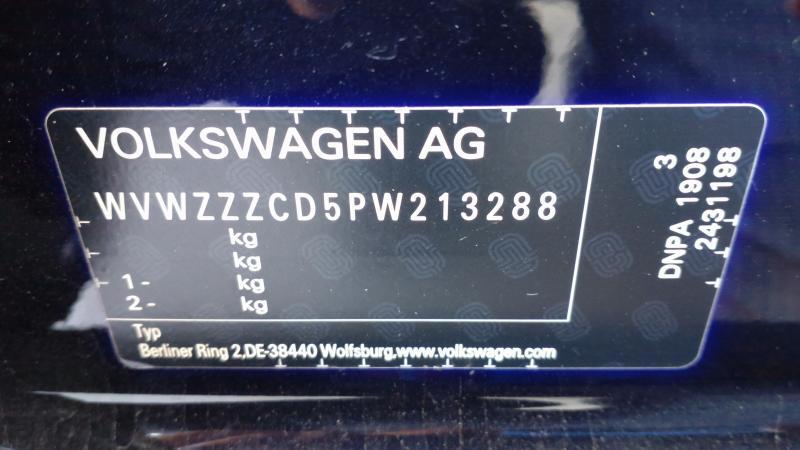 VOLKSWAGEN AG
WVWZZZCD5PW213288
kg
kg
1- kg
2- kg
Typ
Berliner Ring 2,DE-38440 Wolfsburg.www.volkswagen.com
3
DNPA 1908
2431198